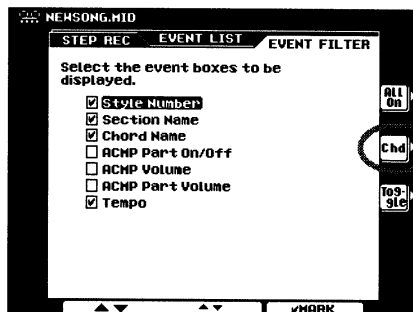 NEWSONG.MID
STEP REC EVENT LIST EVENT FILTER
Select the event boxes to be
displayed.
Style Number
Section Name
Chord Name
ACMP Part On/Off
ACMP Volume
ACMP Part Volume
Tempo
All
On
Chd
Tog-
gle
MARK